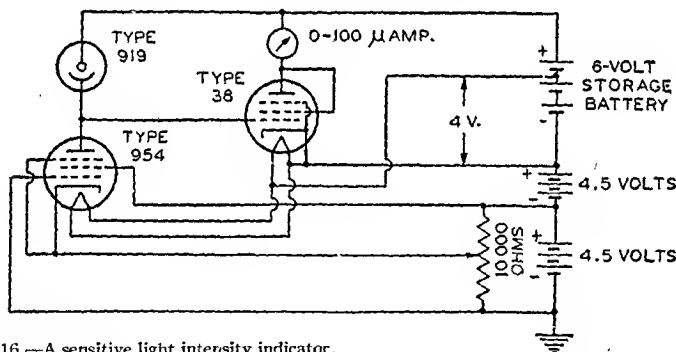 TYPE
919
0-100 μ AMP.
TYPE
38
+
6-VOLT
STORAGE
BATTERY
-
4 V.
TYPE
954
+
4.5 VOLTS
-
10 000
OHMS
+
4.5 VOLTS
-
16.—A sensitive light intensity indicator.